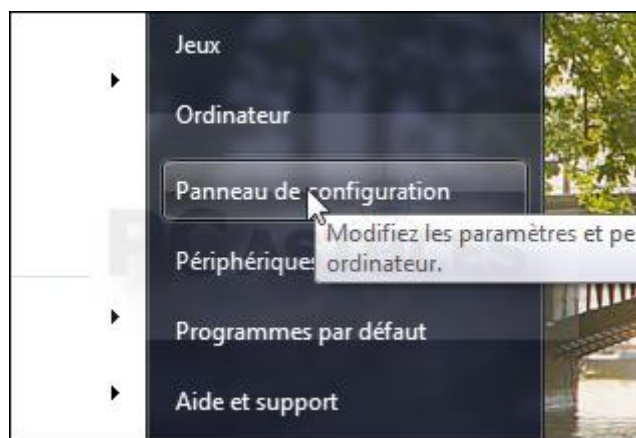 Jeux
Ordinateur
Panneau de configuration
Modifiez les paramètres et pe
ordinateur.
Périphériques
Programmes par défaut
Aide et support